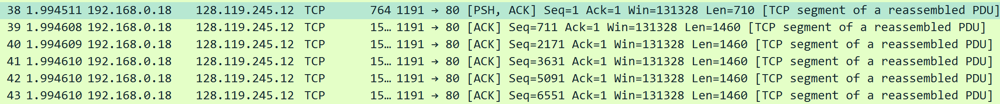 38 1.994511 192.168.0.18 128.119.245.12 TCP 764 1191 → 80 [PSH, ACK] Seq=1 Ack=1 Win=131328 Len=710 [TCP segment of a reassembled PDU]
39 1.994608 192.168.0.18 128.119.245.12 TCP 15… 1191 → 80 [ACK] Seq=711 Ack=1 Win=131328 Len=1460 [TCP segment of a reassembled PDU]
40 1.994609 192.168.0.18 128.119.245.12 TCP 15… 1191 → 80 [ACK] Seq=2171 Ack=1 Win=131328 Len=1460 [TCP segment of a reassembled PDU]
41 1.994610 192.168.0.18 128.119.245.12 TCP 15… 1191 → 80 [ACK] Seq=3631 Ack=1 Win=131328 Len=1460 [TCP segment of a reassembled PDU]
42 1.994610 192.168.0.18 128.119.245.12 TCP 15… 1191 → 80 [ACK] Seq=5091 Ack=1 Win=131328 Len=1460 [TCP segment of a reassembled PDU]
43 1.994610 192.168.0.18 128.119.245.12 TCP 15… 1191 → 80 [ACK] Seq=6551 Ack=1 Win=131328 Len=1460 [TCP segment of a reassembled PDU]